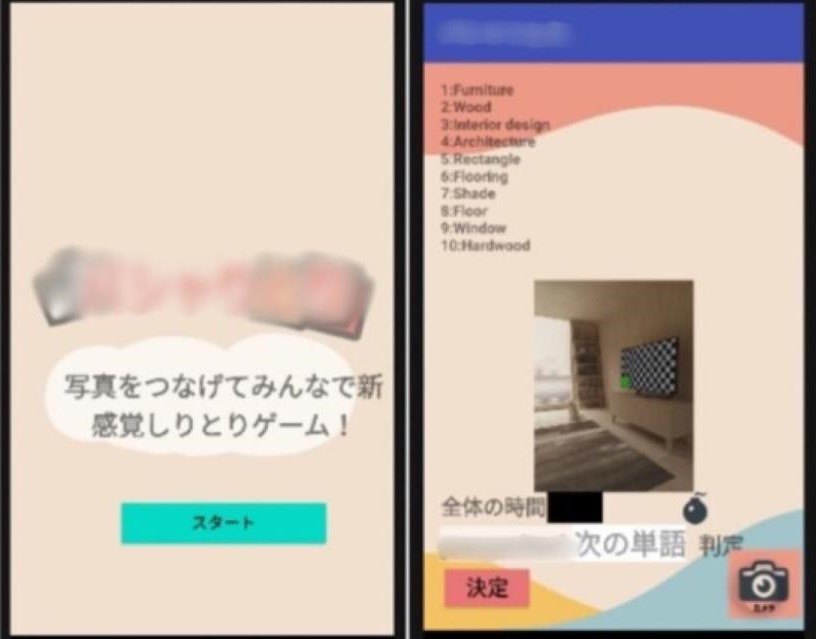 写真をつなげてみんなで新
感覚しりとりゲーム！
スタート
1:Furniture
2:Wood
3:Interior design
4:Architecture
5:Rectangle
6:Flooring
7:Shade
8:Floor
9:Window
10:Hardwood
全体の時間
次の単語 判定
決定
カメラ